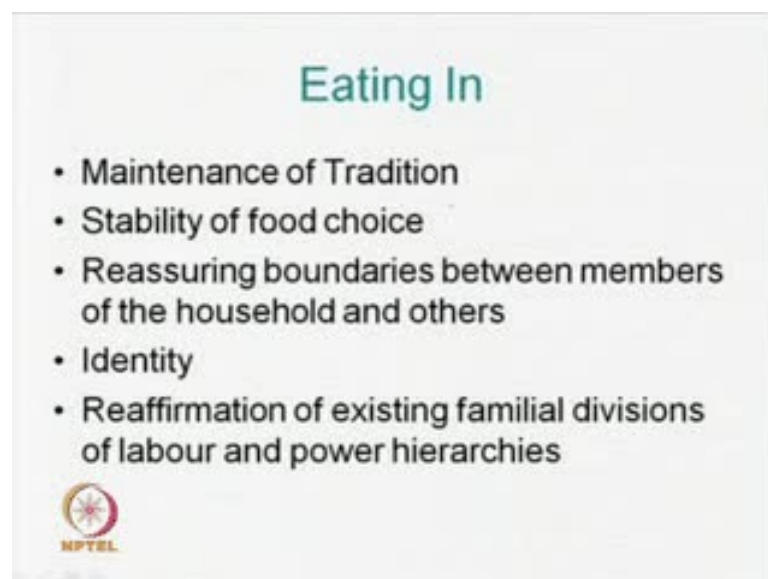 Eating In
• Maintenance of Tradition
• Stability of food choice
• Reassuring boundaries between members
of the household and others
• Identity
• Reaffirmation of existing familial divisions
of labour and power hierarchies
NPTEL